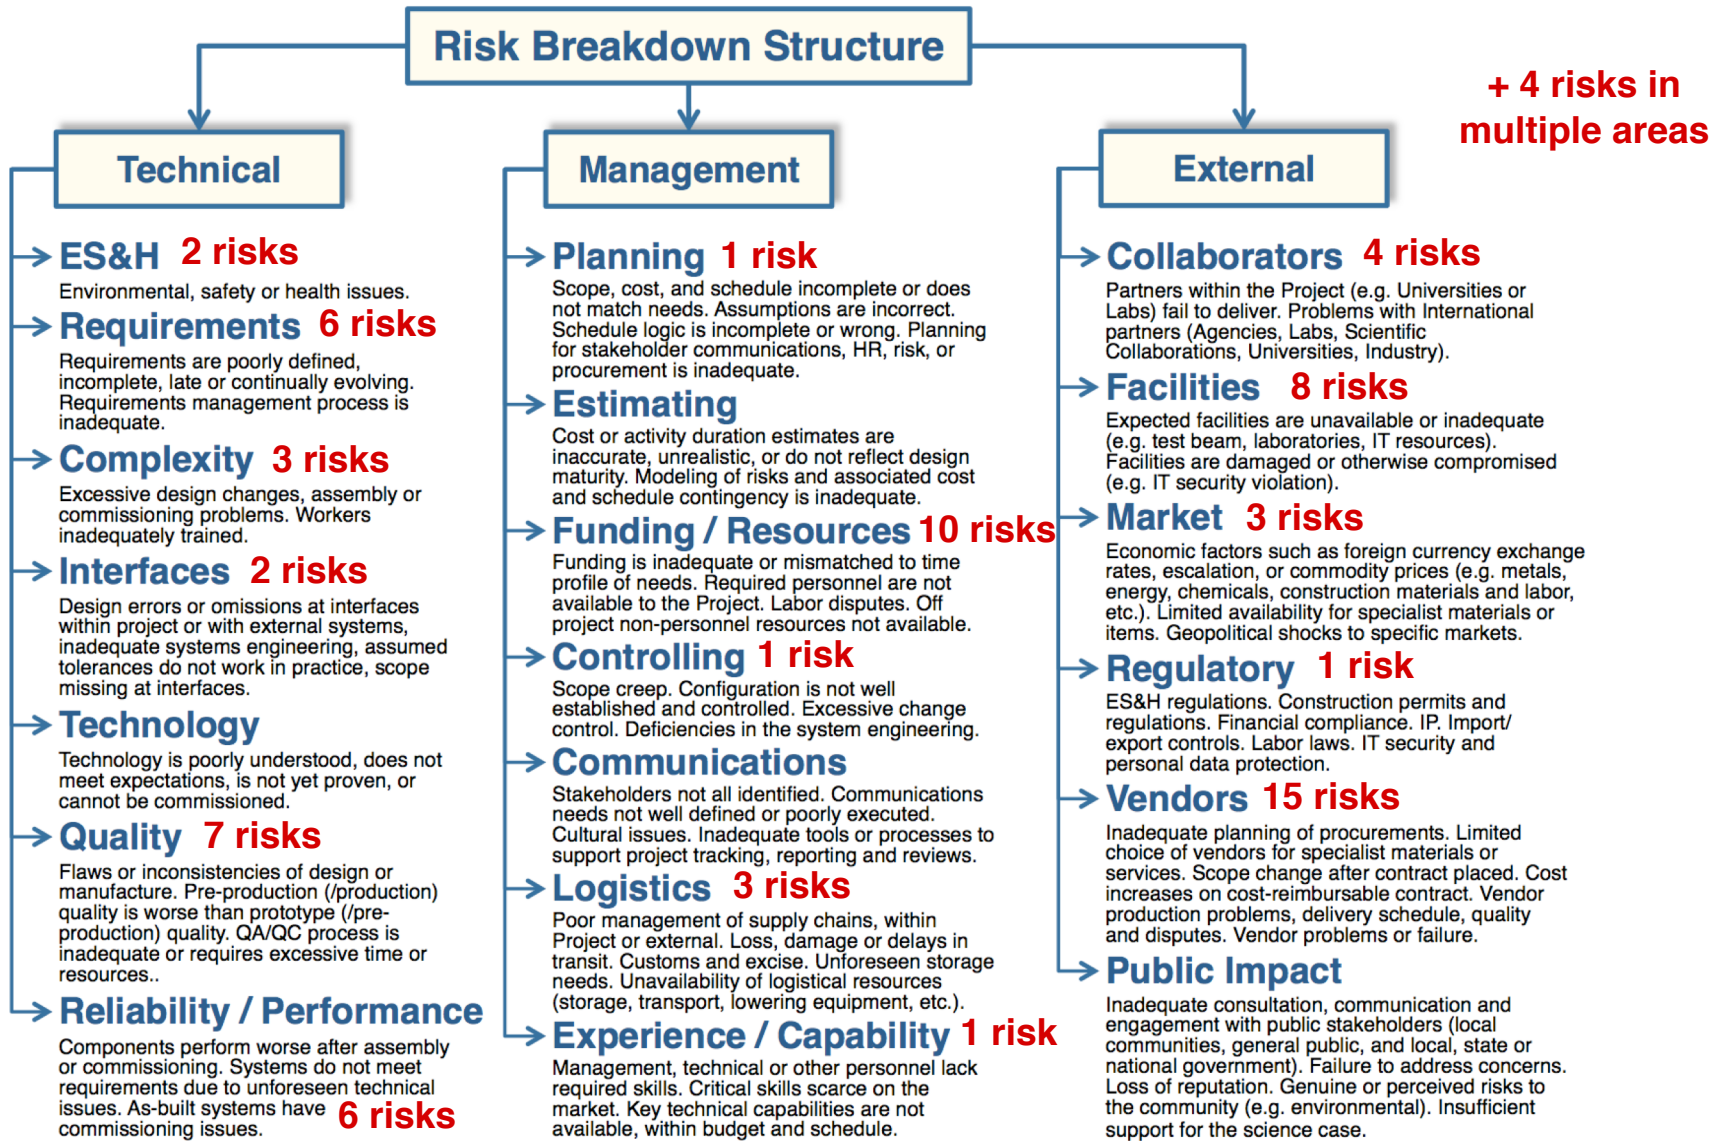 Risk Breakdown Structure
+ 4 risks in
multiple areas
Technical
ES&H 2 risks
Environmental, safety or health issues.
Requirements 6 risks
Requirements are poorly defined,
incomplete, late or continually evolving.
Requirements management process is
inadequate.
Complexity 3 risks
Excessive design changes, assembly or
commissioning problems. Workers
inadequately trained.
Interfaces 2 risks
Design errors or omissions at interfaces
within project or with external systems,
inadequate systems engineering, assumed
tolerances do not work in practice, scope
missing at interfaces.
Technology
Technology is poorly understood, does not
meet expectations, is not yet proven, or
cannot be commissioned.
Quality 7 risks
Flaws or inconsistencies of design or
manufacture. Pre-production (/production)
quality is worse than prototype (/pre-
production) quality. QA/QC process is
inadequate or requires excessive time or
resources..
Reliability / Performance
Components perform worse after assembly
or commissioning. Systems do not meet
requirements due to unforeseen technical
issues. As-built systems have 6 risks
commissioning issues.
Management
Planning 1 risk
Scope, cost, and schedule incomplete or does
not match needs. Assumptions are incorrect.
Schedule logic is incomplete or wrong. Planning
for stakeholder communications, HR, risk, or
procurement is inadequate.
Estimating
Cost or activity duration estimates are
inaccurate, unrealistic, or do not reflect design
maturity. Modeling of risks and associated cost
and schedule contingency is inadequate.
Funding / Resources 10 risks
Funding is inadequate or mismatched to time
profile of needs. Required personnel are not
available to the Project. Labor disputes. Off
project non-personnel resources not available.
Controlling 1 risk
Scope creep. Configuration is not well
established and controlled. Excessive change
control. Deficiencies in the system engineering.
Communications
Stakeholders not all identified. Communications
needs not well defined or poorly executed.
Cultural issues. Inadequate tools or processes to
support project tracking, reporting and reviews.
Logistics 3 risks
Poor management of supply chains, within
Project or external. Loss, damage or delays in
transit. Customs and excise. Unforeseen storage
needs. Unavailability of logistical resources
(storage, transport, lowering equipment, etc.).
Experience / Capability 1 risk
Management, technical or other personnel lack
required skills. Critical skills scarce on the
market. Key technical capabilities are not
available, within budget and schedule.
External
Collaborators 4 risks
Partners within the Project (e.g. Universities or
Labs) fail to deliver. Problems with International
partners (Agencies, Labs, Scientific
Collaborations, Universities, Industry).
Facilities 8 risks
Expected facilities are unavailable or inadequate
(e.g. test beam, laboratories, IT resources).
Facilities are damaged or otherwise compromised
(e.g. IT security violation).
Market 3 risks
Economic factors such as foreign currency exchange
rates, escalation, or commodity prices (e.g. metals,
energy, chemicals, construction materials and labor,
etc.). Limited availability for specialist materials or
items. Geopolitical shocks to specific markets.
Regulatory 1 risk
ES&H regulations. Construction permits and
regulations. Financial compliance. IP. Import/
export controls. Labor laws. IT security and
personal data protection.
Vendors 15 risks
Inadequate planning of procurements. Limited
choice of vendors for specialist materials or
services. Scope change after contract placed. Cost
increases on cost-reimbursable contract. Vendor
production problems, delivery schedule, quality
and disputes. Vendor problems or failure.
Public Impact
Inadequate consultation, communication and
engagement with public stakeholders (local
communities, general public, and local, state or
national government). Failure to address concerns.
Loss of reputation. Genuine or perceived risks to
the community (e.g. environmental). Insufficient
support for the science case.